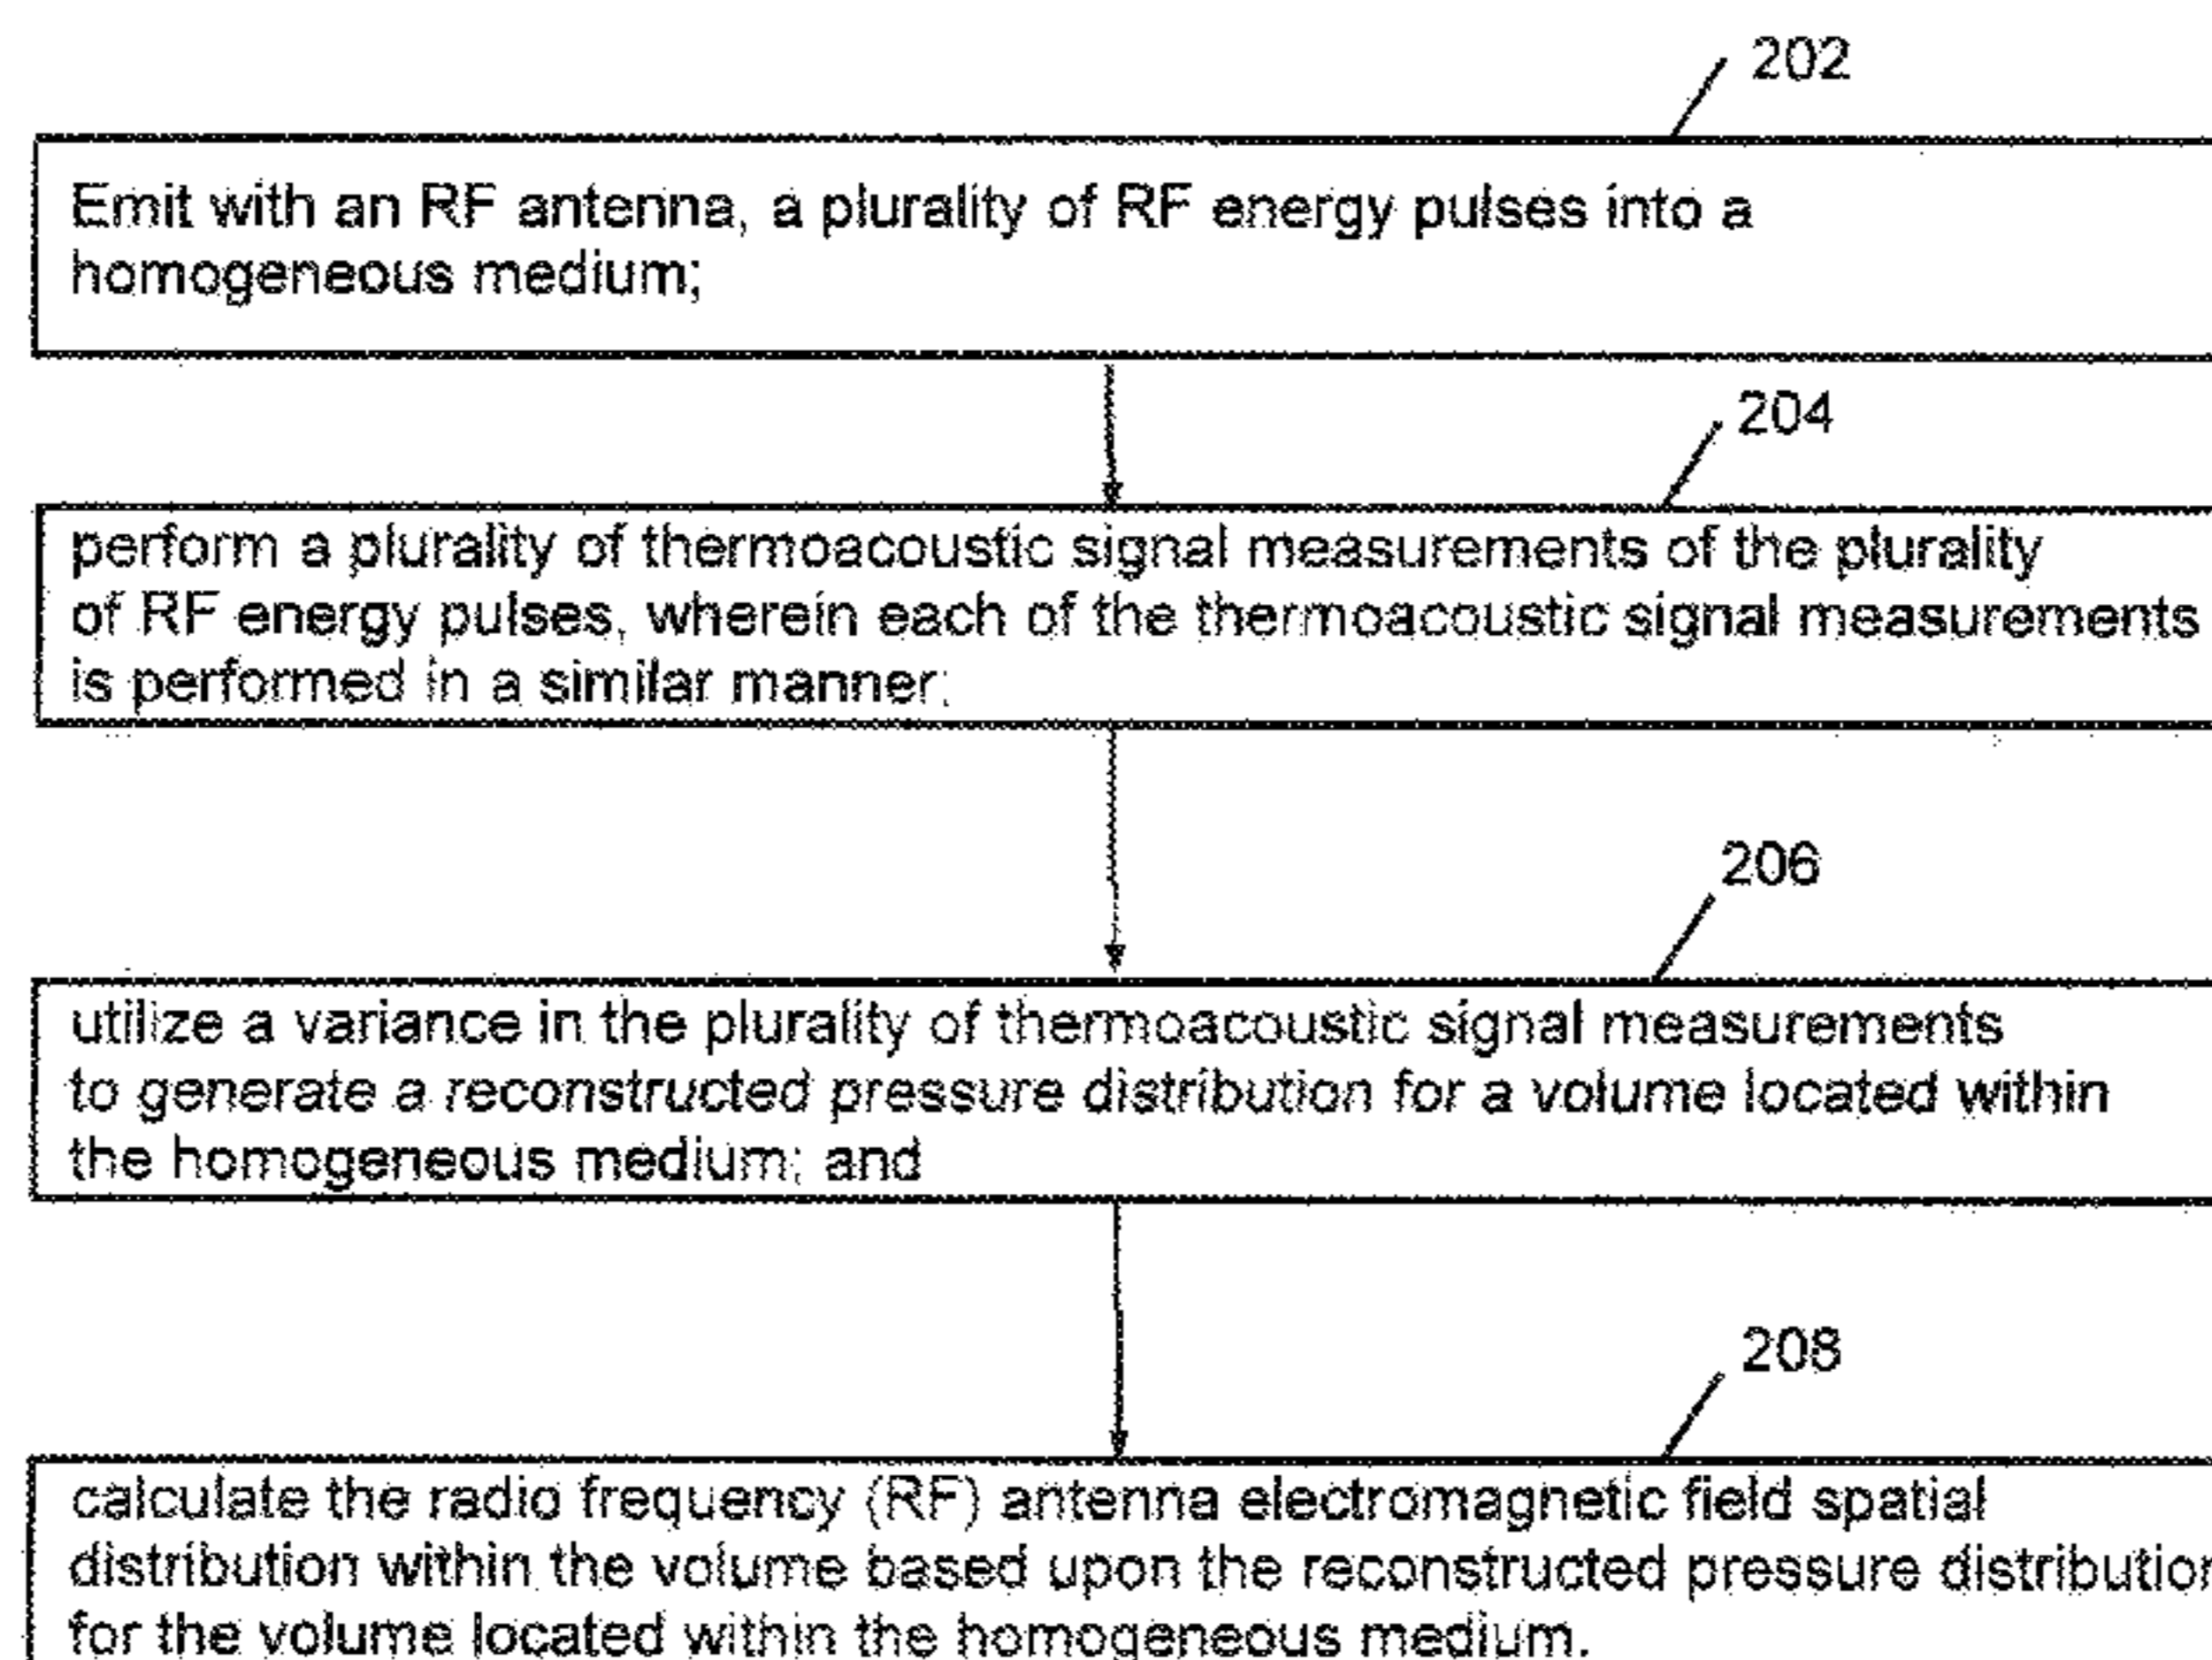 202
Emit with an RF antenna, a plurality of RF energy pulses into a
homogeneous medium;
204
perform a plurality of thermoacoustic signal measurements of the plurality
of RF energy pulses, wherein each of the thermoacoustic signal measurements
is performed in a similar manner;
206
utilize a variance in the plurality of thermoacoustic signal measurements
to generate a reconstructed pressure distribution for a volume located within
the homogeneous medium; and
208
calculate the radio frequency (RF) antenna electromagnetic field spatial
distribution within the volume based upon the reconstructed pressure distribution
for the volume located within the homogeneous medium.